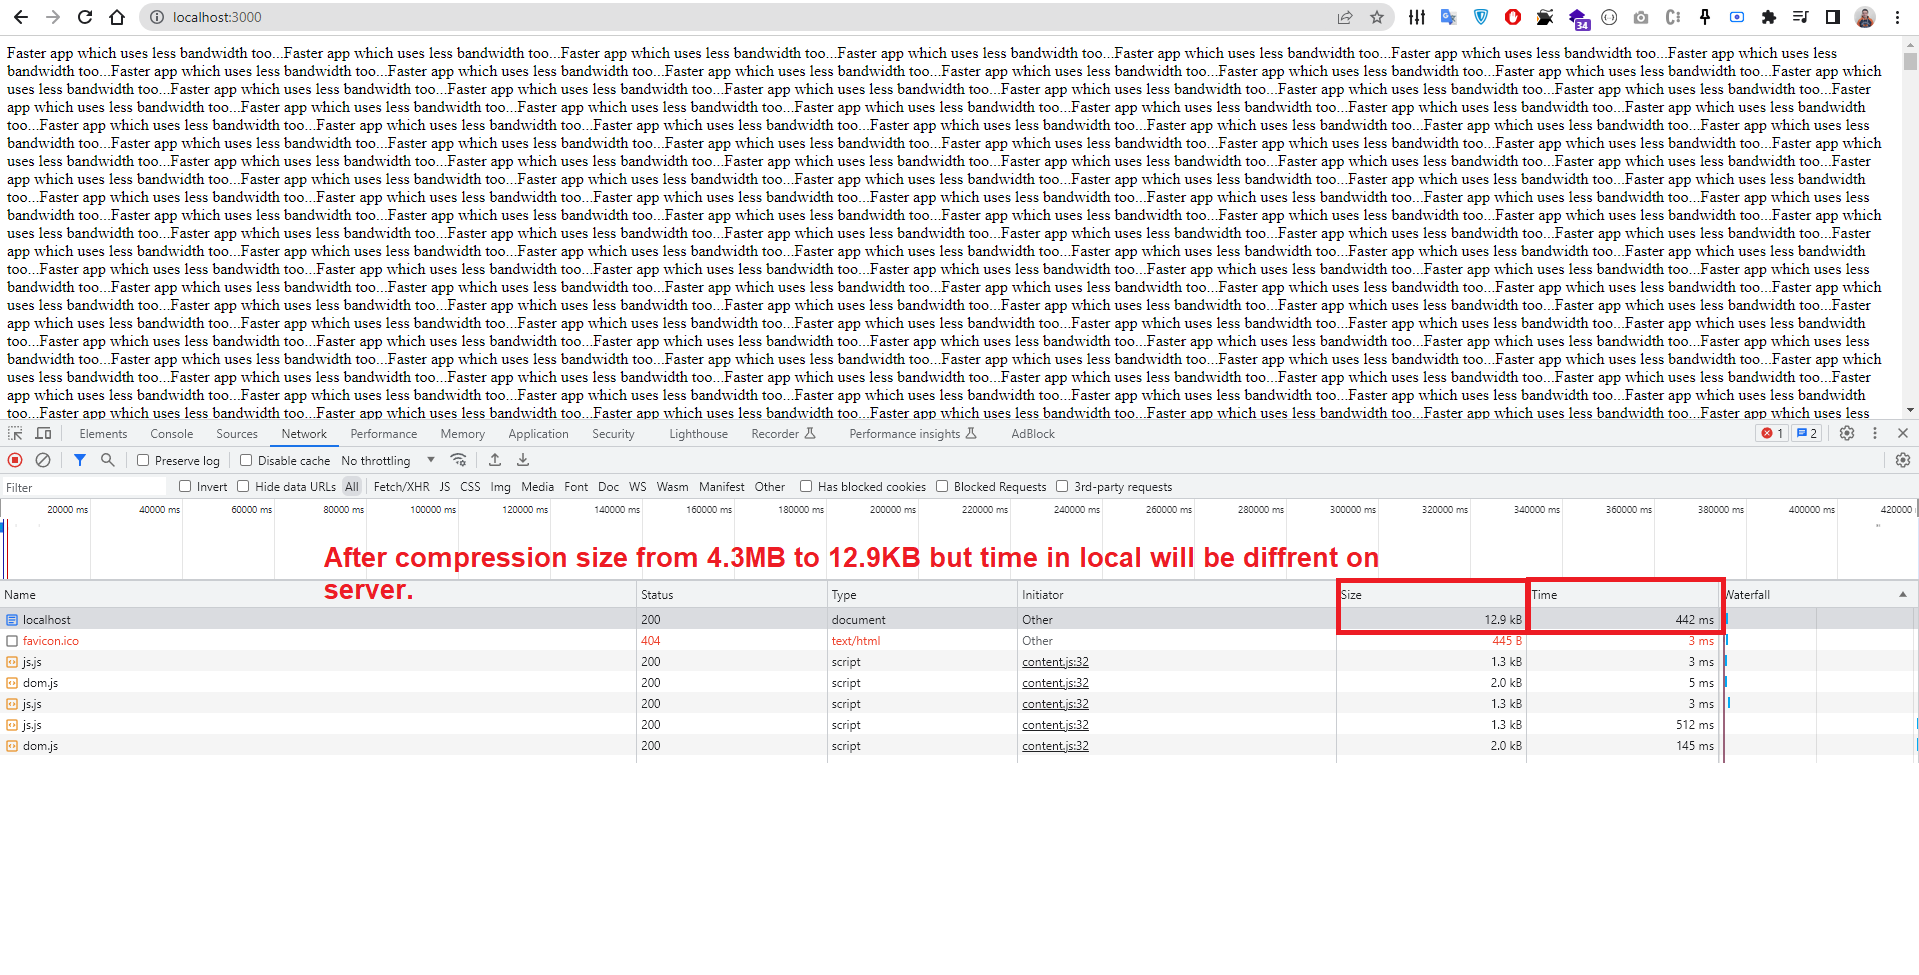 localhost:3000
34
Faster app which uses less bandwidth too...Faster app which uses less bandwidth too...Faster app which uses less bandwidth too...Faster app which uses less bandwidth too...Faster app which uses less bandwidth too...Faster app which uses less bandwidth too...Faster app which uses less
bandwidth too...Faster app which uses less bandwidth too...Faster app which uses less bandwidth too...Faster app which uses less bandwidth too...Faster app which uses less bandwidth too...Faster app which uses less bandwidth too...Faster app which uses less bandwidth too...Faster app which
uses less bandwidth too...Faster app which uses less bandwidth too...Faster app which uses less bandwidth too...Faster app which uses less bandwidth too...Faster app which uses less bandwidth too...Faster app which uses less bandwidth too...Faster app which uses less bandwidth too...Faster
app which uses less bandwidth too...Faster app which uses less bandwidth too...Faster app which uses less bandwidth too...Faster app which uses less bandwidth too...Faster app which uses less bandwidth too...Faster app which uses less bandwidth too...Faster app which uses less bandwidth
too...Faster app which uses less bandwidth too...Faster app which uses less bandwidth too...Faster app which uses less bandwidth too...Faster app which uses less bandwidth too...Faster app which uses less bandwidth too...Faster app which uses less bandwidth too...Faster app which uses less
bandwidth too...Faster app which uses less bandwidth too...Faster app which uses less bandwidth too...Faster app which uses less bandwidth too...Faster app which uses less bandwidth too...Faster app which uses less bandwidth too...Faster app which uses less bandwidth too...Faster app which
uses less bandwidth too...Faster app which uses less bandwidth too...Faster app which uses less bandwidth too...Faster app which uses less bandwidth too...Faster app which uses less bandwidth too...Faster app which uses less bandwidth too...Faster app which uses less bandwidth too...Faster
app which uses less bandwidth too...Faster app which uses less bandwidth too...Faster app which uses less bandwidth too...Faster app which uses less bandwidth too...Faster app which uses less bandwidth too...Faster app which uses less bandwidth too...Faster app which uses less bandwidth
too...Faster app which uses less bandwidth too...Faster app which uses less bandwidth too...Faster app which uses less bandwidth too...Faster app which uses less bandwidth too...Faster app which uses less bandwidth too...Faster app which uses less bandwidth too...Faster app which uses less
bandwidth too...Faster app which uses less bandwidth too...Faster app which uses less bandwidth too...Faster app which uses less bandwidth too...Faster app which uses less bandwidth too...Faster app which uses less bandwidth too...Faster app which uses less bandwidth too...Faster app which
uses less bandwidth too...Faster app which uses less bandwidth too...Faster app which uses less bandwidth too...Faster app which uses less bandwidth too...Faster app which uses less bandwidth too...Faster app which uses less bandwidth too...Faster app which uses less bandwidth too...Faster
app which uses less bandwidth too...Faster app which uses less bandwidth too...Faster app which uses less bandwidth too...Faster app which uses less bandwidth too...Faster app which uses less bandwidth too...Faster app which uses less bandwidth too...Faster app which uses less bandwidth
too...Faster app which uses less bandwidth too...Faster app which uses less bandwidth too...Faster app which uses less bandwidth too...Faster app which uses less bandwidth too...Faster app which uses less bandwidth too...Faster app which uses less bandwidth too...Faster app which uses less
bandwidth too...Faster app which uses less bandwidth too...Faster app which uses less bandwidth too...Faster app which uses less bandwidth too...Faster app which uses less bandwidth too...Faster app which uses less bandwidth too...Faster app which uses less bandwidth too...Faster app which
uses less bandwidth too...Faster app which uses less bandwidth too...Faster app which uses less bandwidth too...Faster app which uses less bandwidth too...Faster app which uses less bandwidth too...Faster app which uses less bandwidth too...Faster app which uses less bandwidth too...Faster
app which uses less bandwidth too...Faster app which uses less bandwidth too...Faster app which uses less bandwidth too...Faster app which uses less bandwidth too...Faster app which uses less bandwidth too...Faster app which uses less bandwidth too...Faster app which uses less bandwidth
too...Faster app which uses less bandwidth too...Faster app which uses less bandwidth too...Faster app which uses less bandwidth too...Faster app which uses less bandwidth too...Faster app which uses less bandwidth too...Faster app which uses less bandwidth too...Faster app which uses less
bandwidth too...Faster app which uses less bandwidth too...Faster app which uses less bandwidth too...Faster app which uses less bandwidth too...Faster app which uses less bandwidth too...Faster app which uses less bandwidth too...Faster app which uses less bandwidth too...Faster app which
uses less bandwidth too...Faster app which uses less bandwidth too...Faster app which uses less bandwidth too...Faster app which uses less bandwidth too...Faster app which uses less bandwidth too...Faster app which uses less bandwidth too...Faster app which uses less bandwidth too...Faster
app which uses less bandwidth too...Faster app which uses less bandwidth too...Faster app which uses less bandwidth too...Faster app which uses less bandwidth too...Faster app which uses less bandwidth too...Faster app which uses less bandwidth too...Faster app which uses less bandwidth
too...Faster app which uses less bandwidth too...Faster app which uses less bandwidth too...Faster app which uses less bandwidth too...Faster app which uses less bandwidth too...Faster app which uses less bandwidth too...Faster app which uses less bandwidth too...Faster app which uses less
Elements Console Sources Network Performance Memory Application Security Lighthouse Recorder Performance insights AdBlock 1 2
Preserve log Disable cache No throttling
Filter Invert Hide data URLs All Fetch/XHR JS CSS Img Media Font Doc WS Wasm Manifest Other Has blocked cookies Blocked Requests 3rd-party requests
20000 ms 40000 ms 60000 ms 80000 ms 100000 ms 120000 ms 140000 ms 160000 ms 180000 ms 200000 ms 220000 ms 240000 ms 260000 ms 280000 ms 300000 ms 320000 ms 340000 ms 360000 ms 380000 ms 400000 ms 420000
After compression size from 4.3MB to 12.9KB but time in local will be diffrent on
server.
Name Status Type Initiator Size Time Waterfall
localhost 200 document Other 12.9 kB 442 ms
favicon.ico 404 text/html Other 445 B 3 ms
js.js 200 script content.js:32 1.3 kB 3 ms
dom.js 200 script content.js:32 2.0 kB 5 ms
js.js 200 script content.js:32 1.3 kB 3 ms
js.js 200 script content.js:32 1.3 kB 512 ms
dom.js 200 script content.js:32 2.0 kB 145 ms